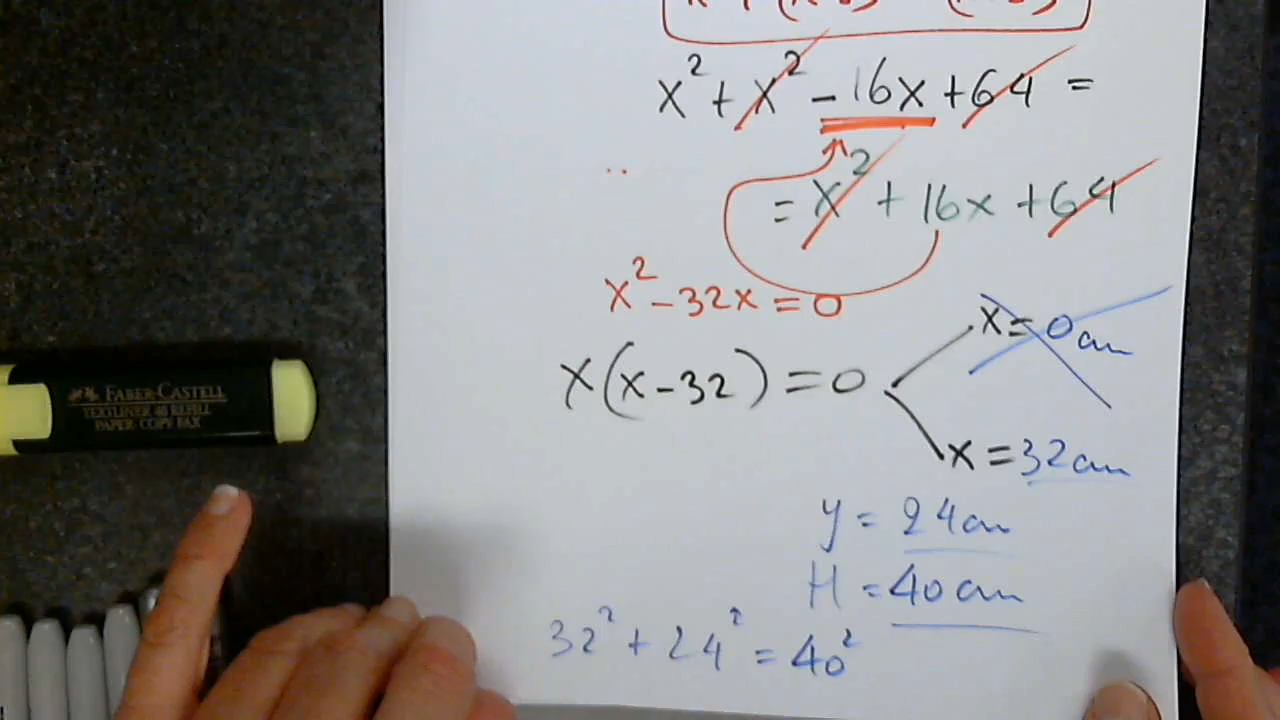 x² + x² - 16x + 64 =
= x² + 16x + 64
x² - 32x = 0
x(x - 32) = 0
x = 0 cm
x = 32 cm
y = 24 cm
H = 40 cm
32² + 24² = 40²
FABER-CASTELL
TEXTLINER 48 REFILL
PAPER COPY FAX